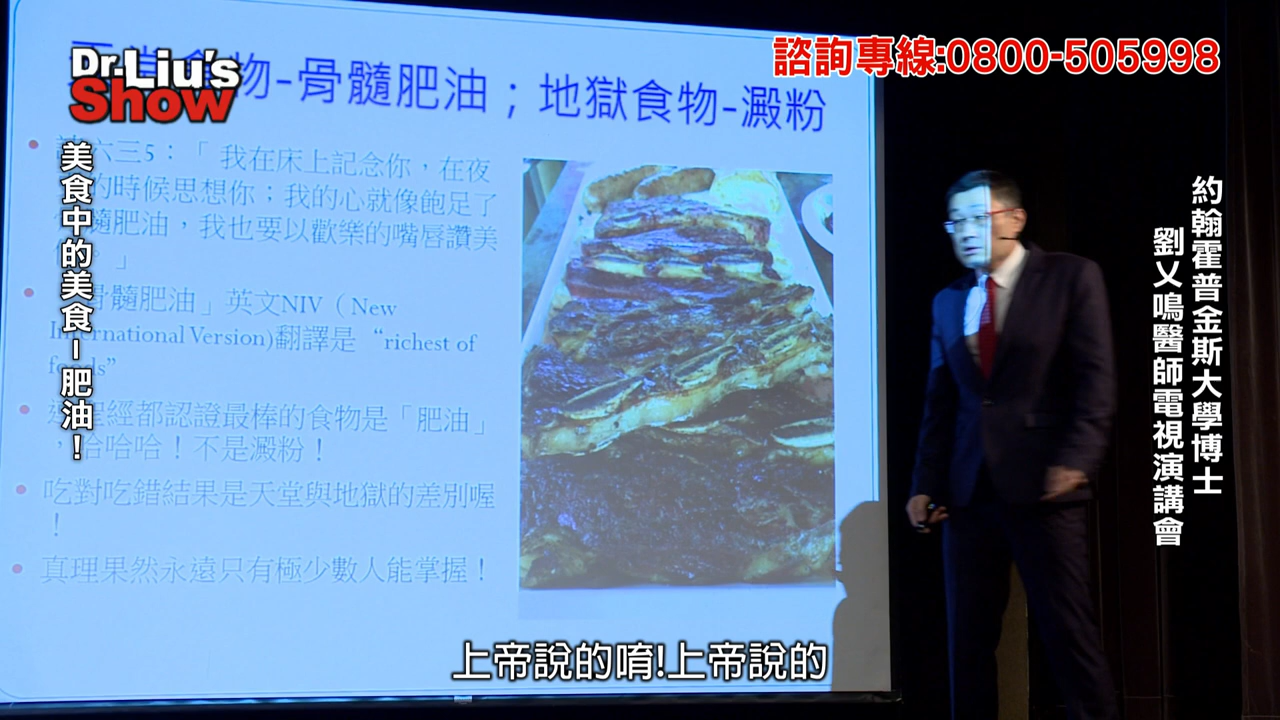 Dr.Liu's
Show
諮詢專線:0800-505998
物-骨髓肥油；地獄食物-澱粉
美食中的美食-肥油!
六三5：「我在床上記念你，在夜
的時候思想你；我的心就像飽足了
髓肥油，我也要以歡樂的嘴唇讚美
。」
骨髓肥油」英文NIV（New
International Version)翻譯是 “richest of
經都認證最棒的食物是「肥油」
，哈哈哈！不是澱粉！
吃對吃錯結果是天堂與地獄的差別喔
！
真理果然永遠只有極少數人能掌握！
約翰霍普金斯大學博士
劉乂鳴醫師電視演講會
上帝說的唷!上帝說的